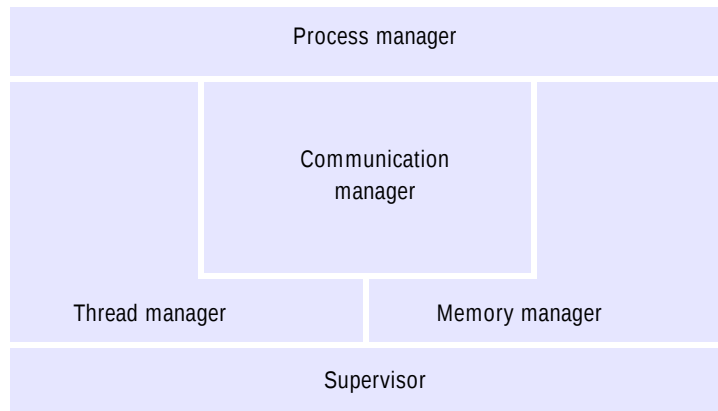 Process manager
Communication
manager
Thread manager
Memory manager
Supervisor